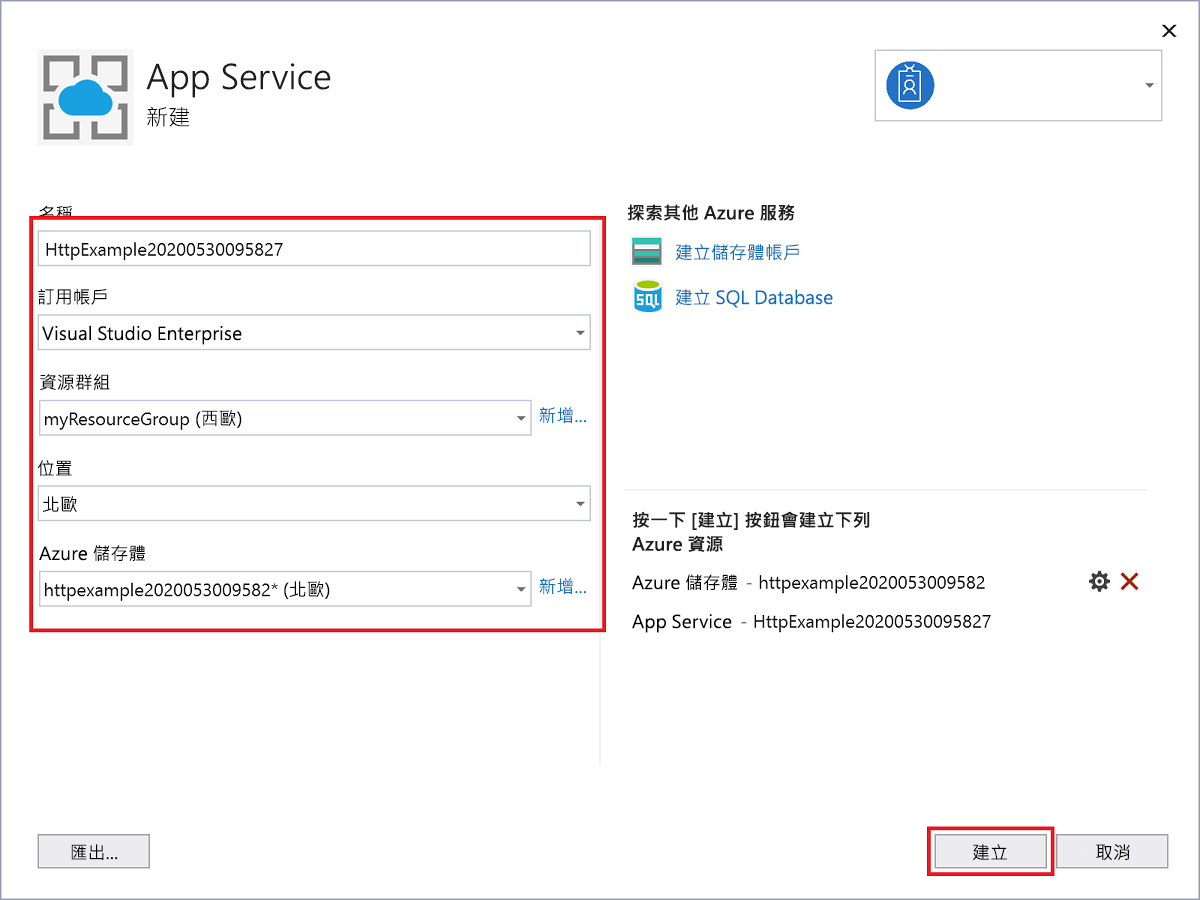 App Service
新建
名稱
HttpExample20200530095827
訂用帳戶
Visual Studio Enterprise
資源群組
myResourceGroup (西歐)
新增...
位置
北歐
Azure 儲存體
httpexample2020053009582* (北歐)
新增...
探索其他 Azure 服務
建立儲存體帳戶
SQL
建立 SQL Database
按一下 [建立] 按鈕會建立下列
Azure 資源
Azure 儲存體 - httpexample2020053009582
App Service - HttpExample20200530095827
匯出...
建立
取消